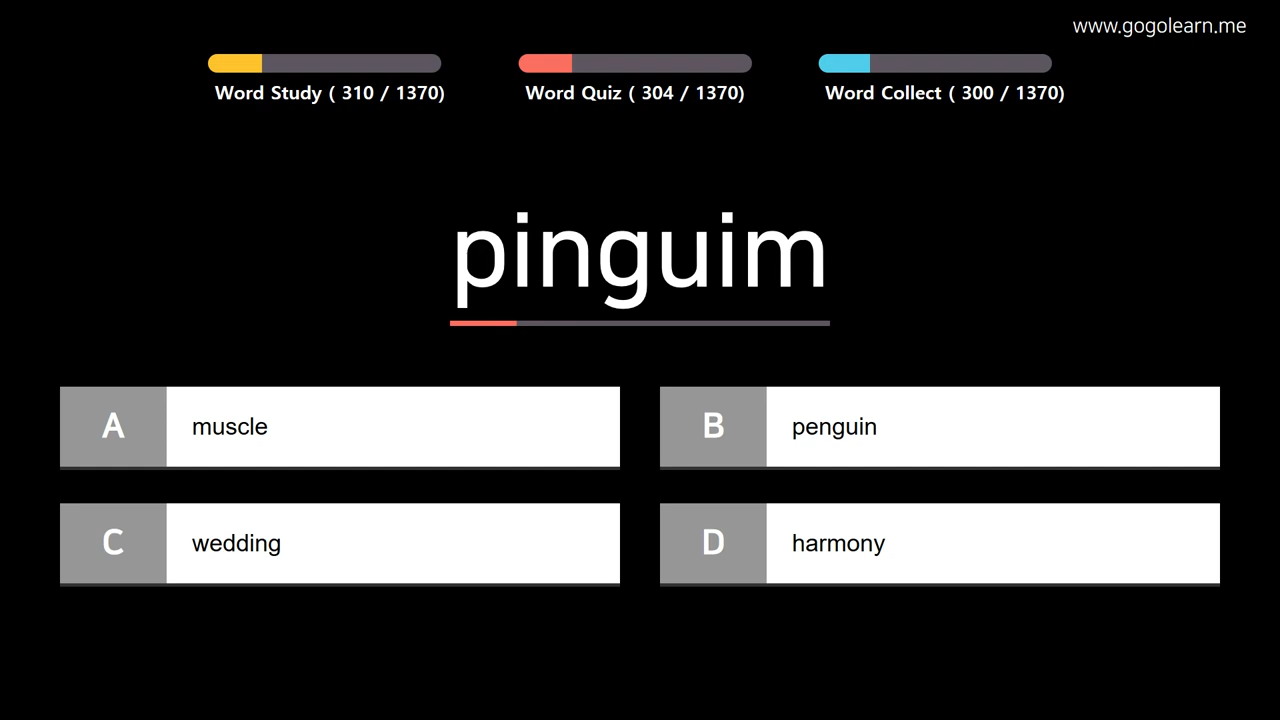 www.gogolearn.me
Word Study ( 310 / 1370)
Word Quiz ( 304 / 1370)
Word Collect ( 300 / 1370)
pinguim
A
muscle
B
penguin
C
wedding
D
harmony